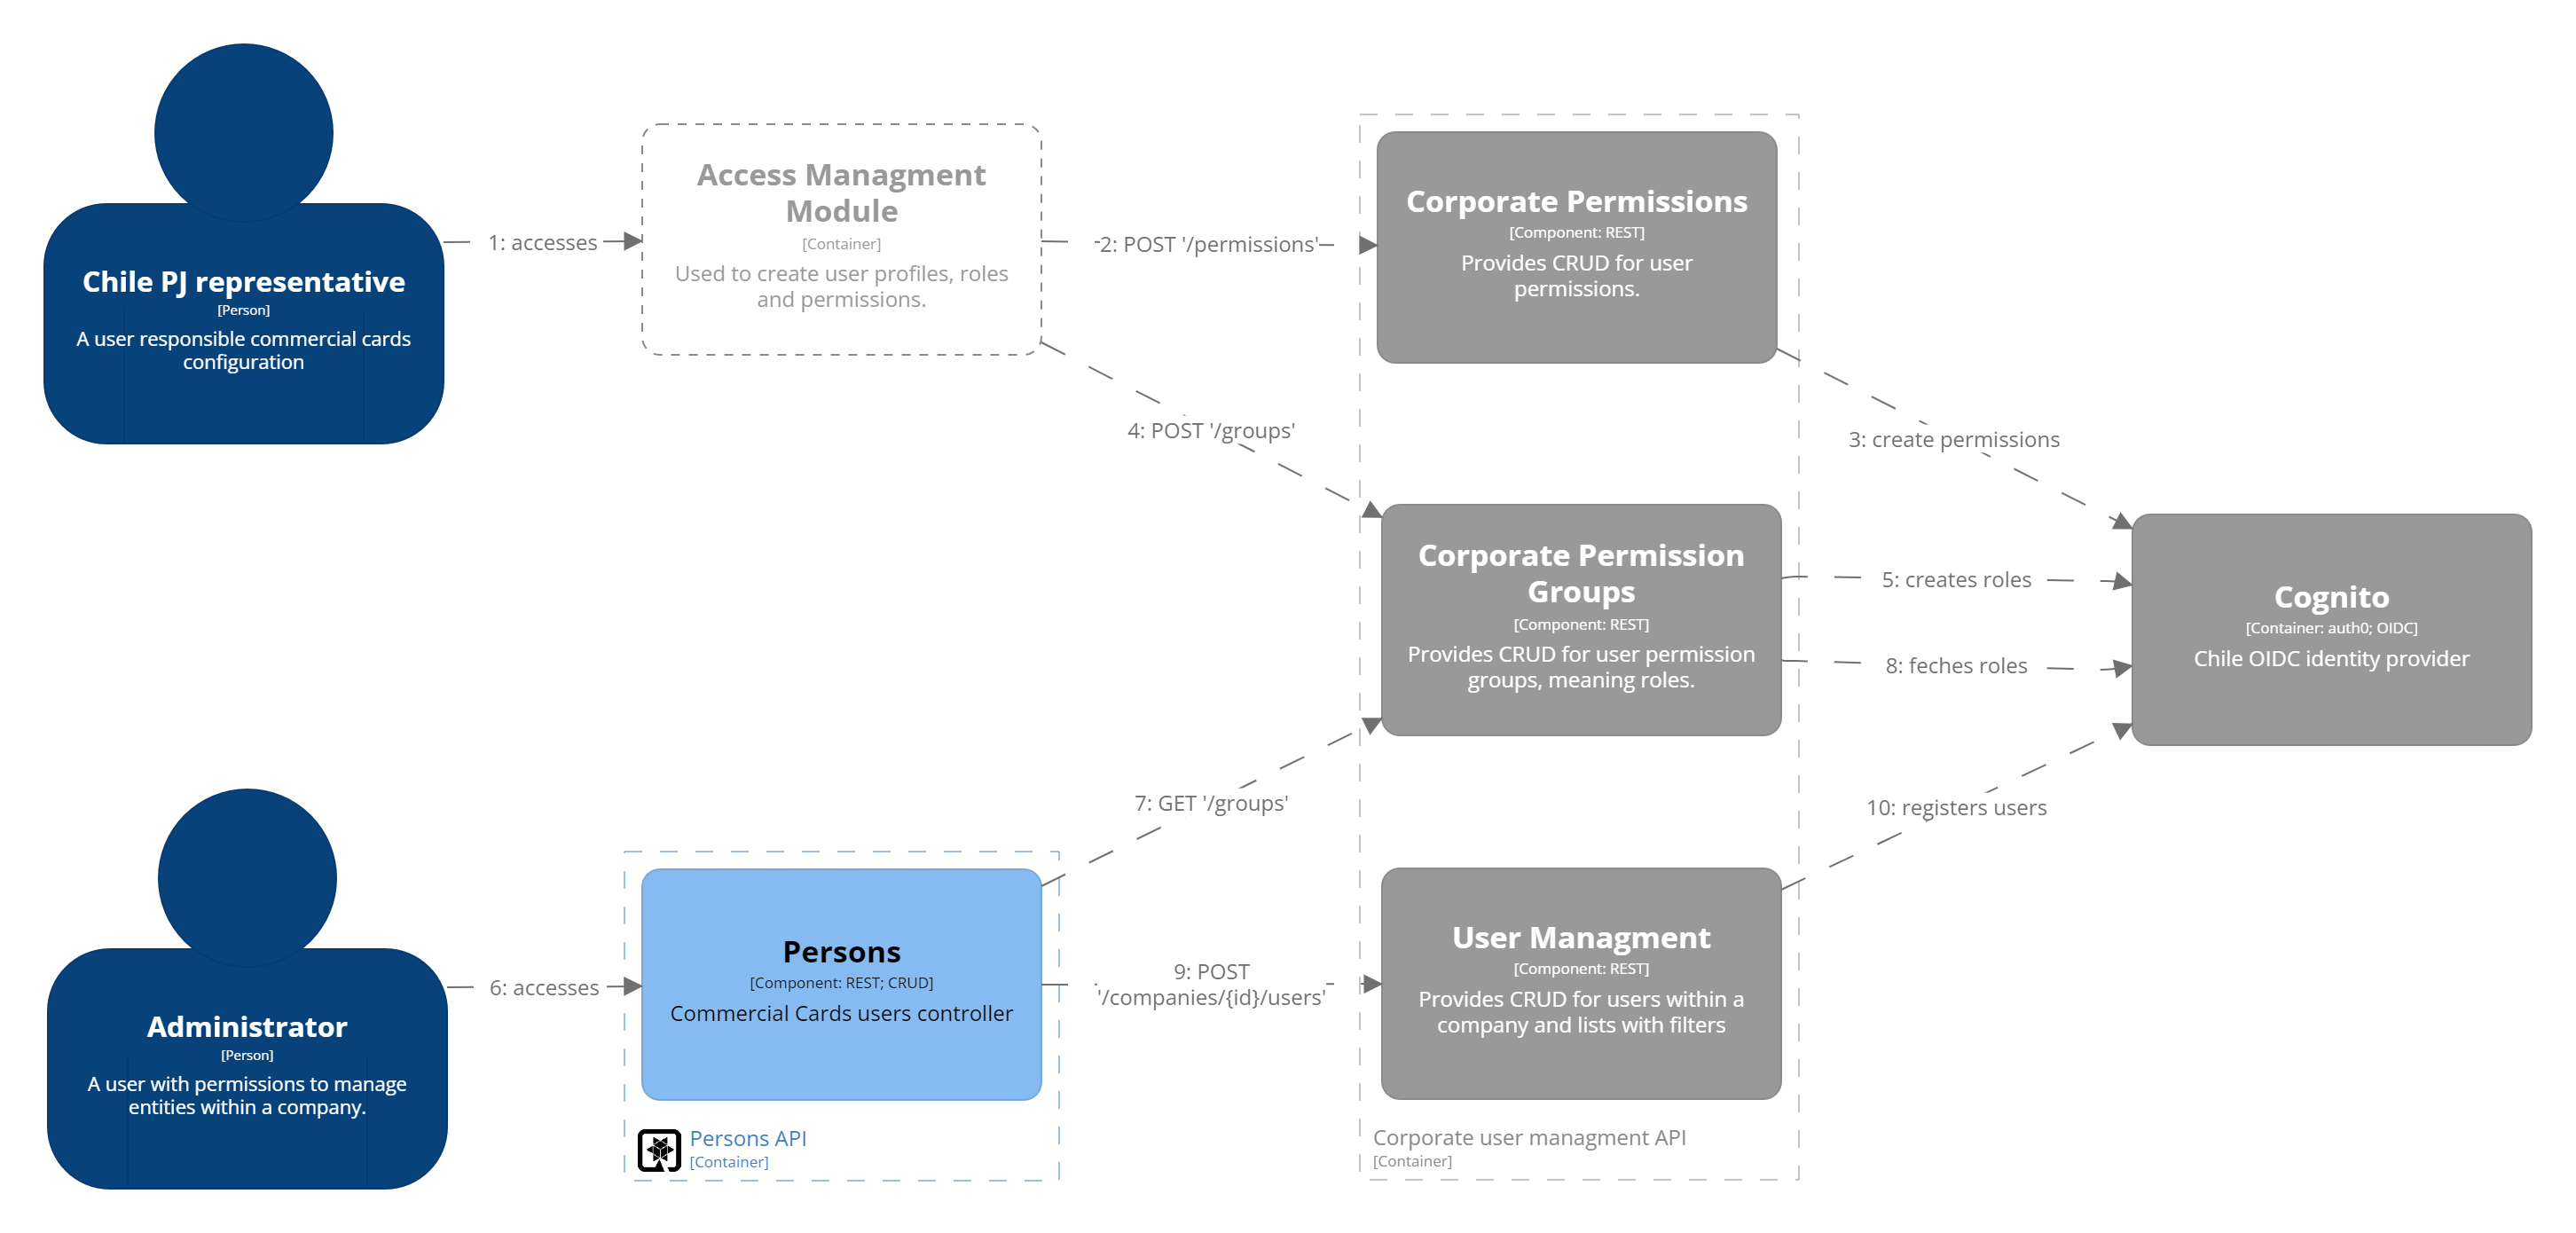 Chile PJ representative
[Person]
A user responsible commercial cards
configuration
1: accesses
Access Managment
Module
[Container]
Used to create user profiles, roles
and permissions.
2: POST '/permissions'
Corporate Permissions
[Component: REST]
Provides CRUD for user
permissions.
4: POST '/groups'
3: create permissions
Corporate Permission
Groups
[Component: REST]
Provides CRUD for user permission
groups, meaning roles.
5: creates roles
8: feches roles
Cognito
[Container: auth0; OIDC]
Chile OIDC identity provider
7: GET '/groups'
10: registers users
Administrator
[Person]
A user with permissions to manage
entities within a company.
6: accesses
Persons
[Component: REST; CRUD]
Commercial Cards users controller
Persons API
[Container]
9: POST
'/companies/{id}/users'
User Managment
[Component: REST]
Provides CRUD for users within a
company and lists with filters
Corporate user managment API
[Container]